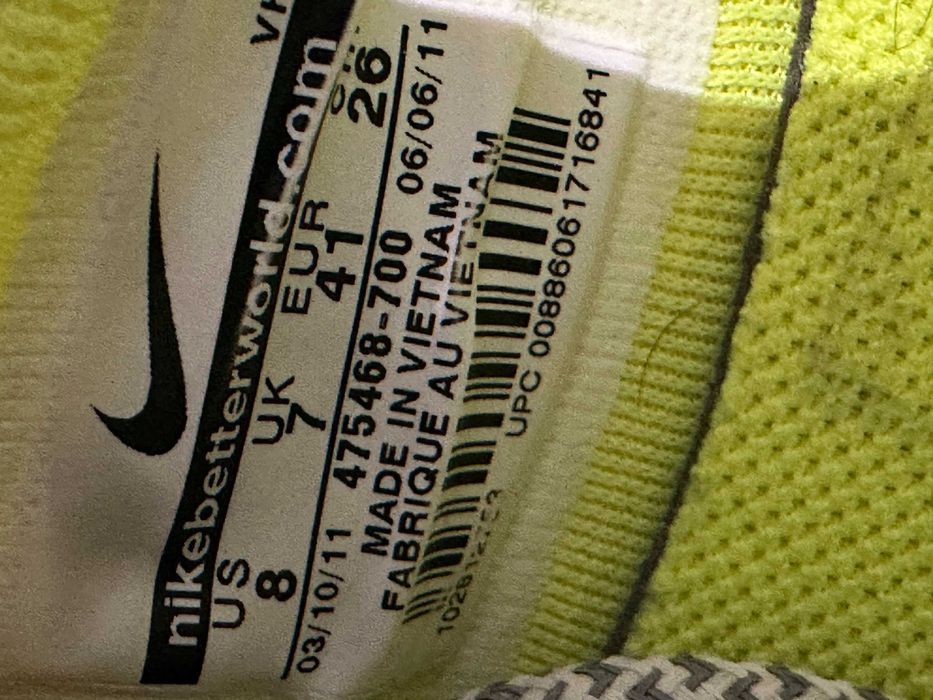 nikebetterworld.com
US UK EUR
8 7 41 26
03/10/11 475468-700 06/06/11
MADE IN VIETNAM
FABRIQUE AU VIETNAM
UPC 00886061716841